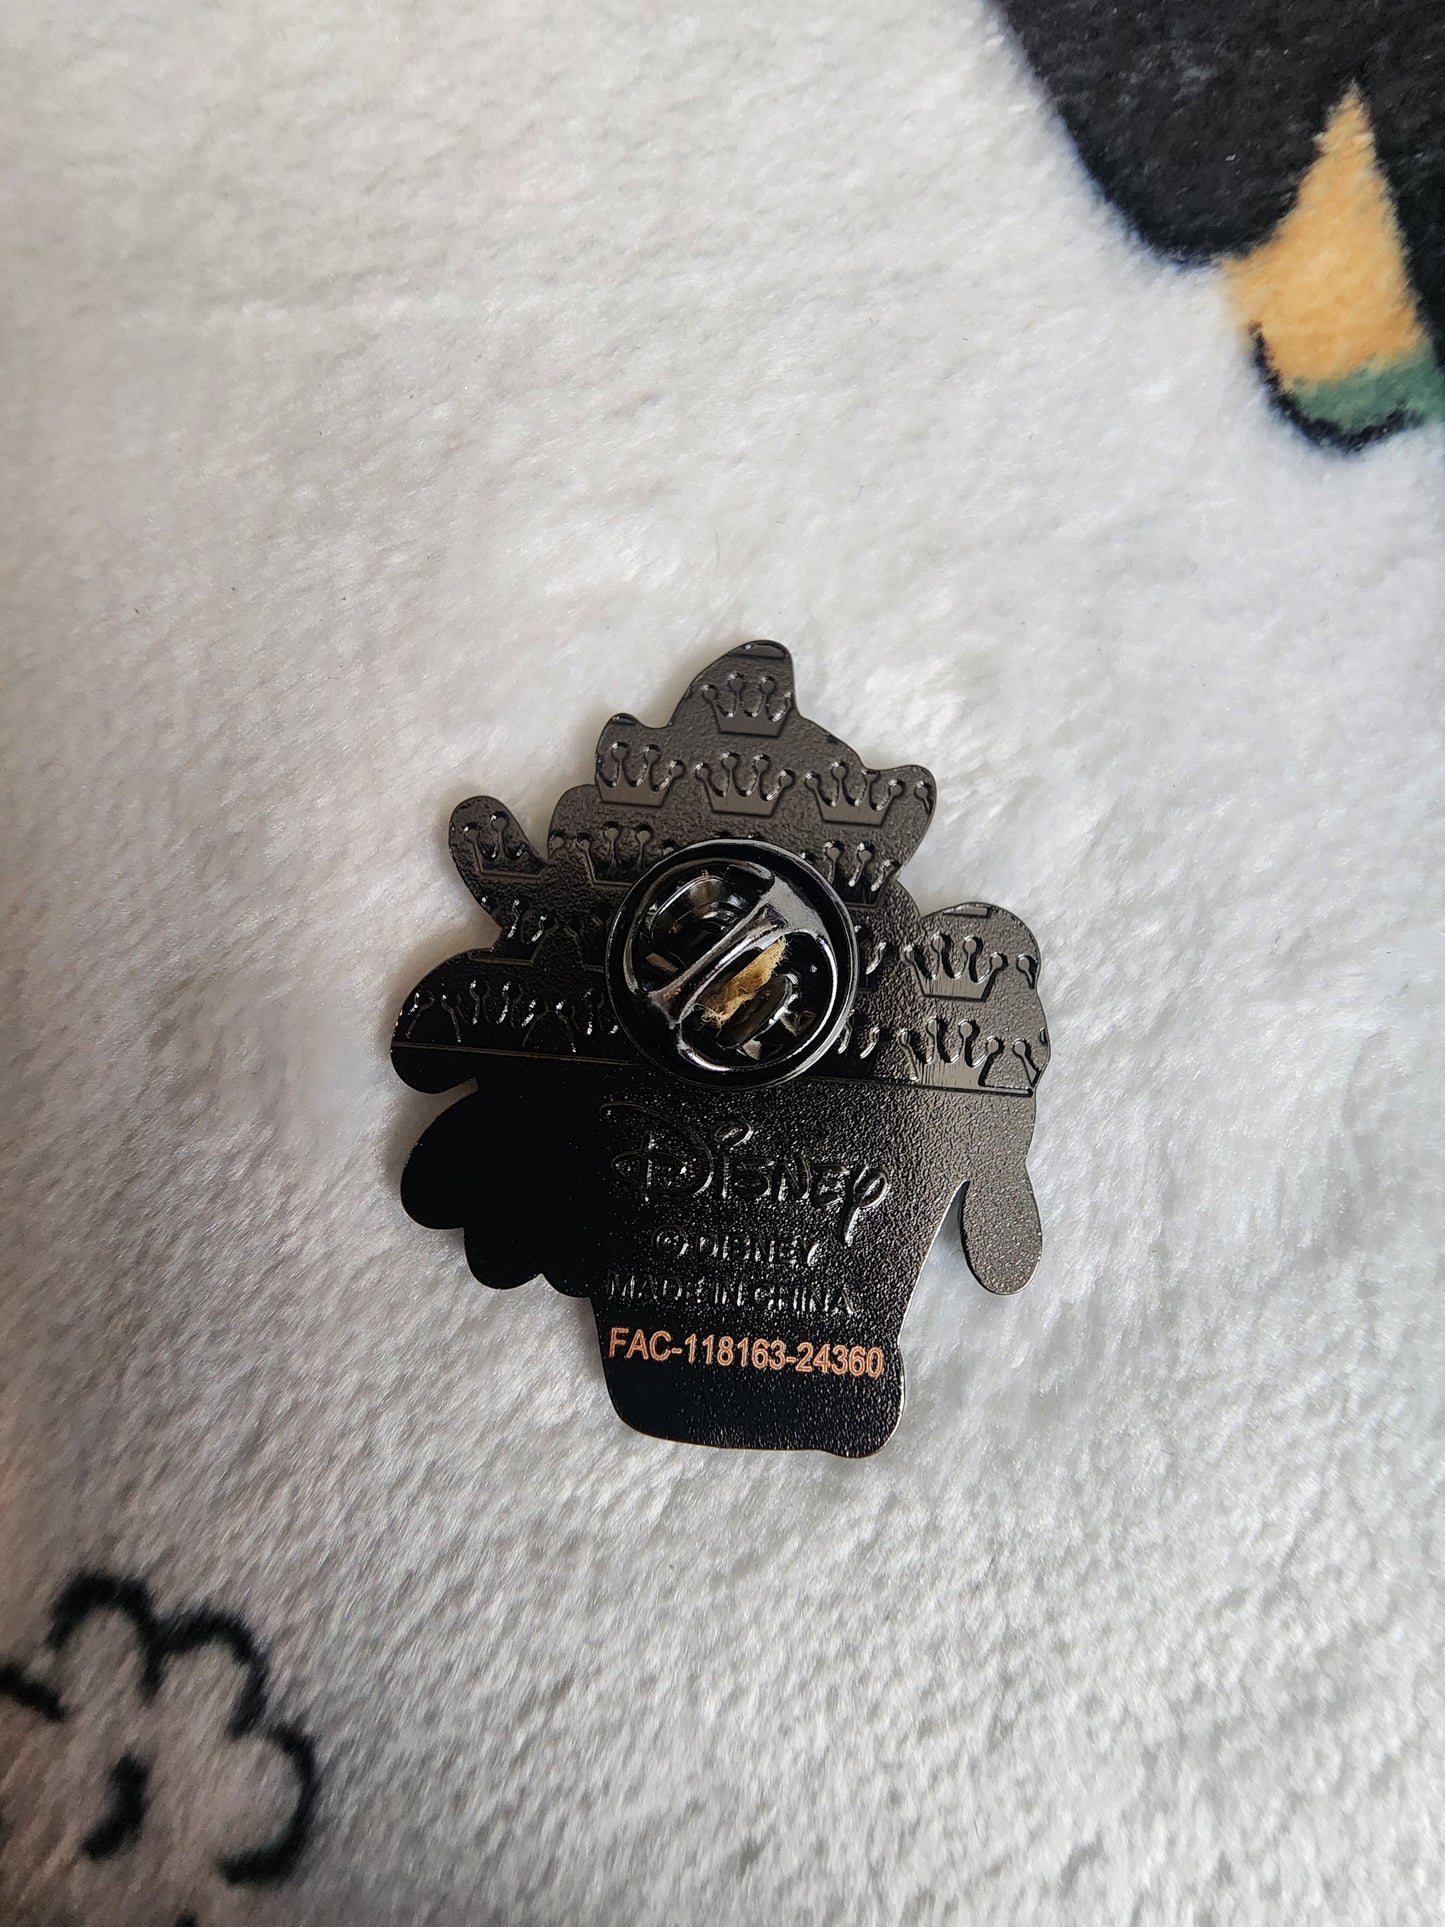 Disney
© DISNEY
MADE IN CHINA
FAC-118163-24360